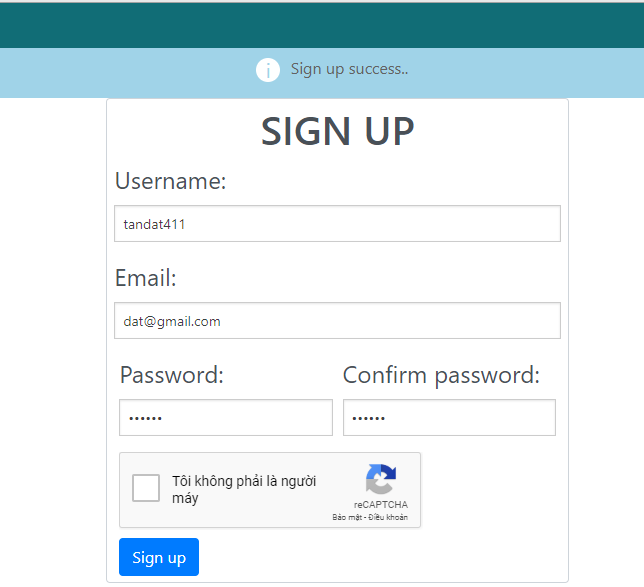 Sign up success..
SIGN UP
Username:
tandat411
Email:
dat@gmail.com
Password: Confirm password:
•••••• ••••••
Tôi không phải là người
máy
reCAPTCHA
Bảo mật - Điều khoản
Sign up